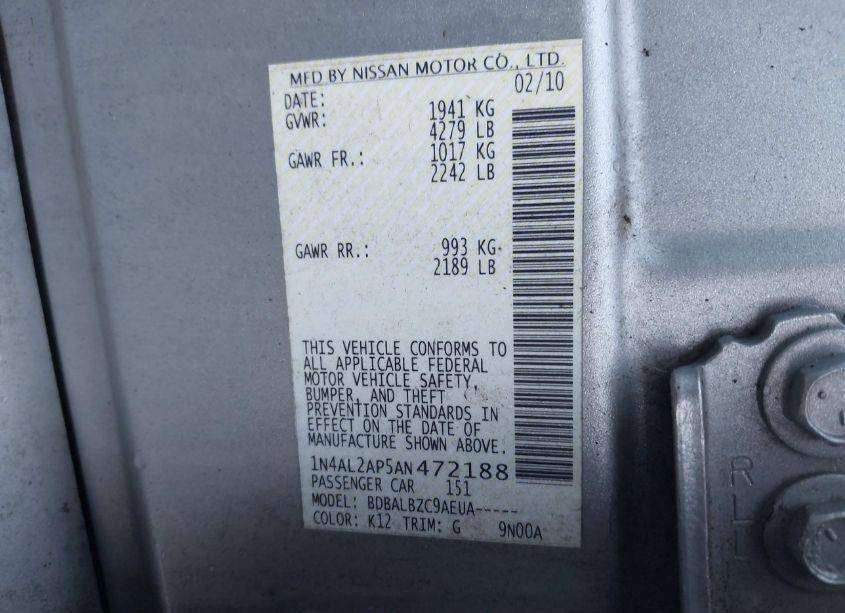 MFD BY NISSAN MOTOR CO., LTD.
DATE: 02/10
GVWR: 1941 KG
4279 LB
GAWR FR.: 1017 KG
2242 LB
GAWR RR.: 993 KG
2189 LB
THIS VEHICLE CONFORMS TO
ALL APPLICABLE FEDERAL
MOTOR VEHICLE SAFETY,
BUMPER, AND THEFT
PREVENTION STANDARDS IN
EFFECT ON THE DATE OF
MANUFACTURE SHOWN ABOVE.
1N4AL2AP5AN472188
PASSENGER CAR 151
MODEL: BDBALBZC9AEUA-----
COLOR: K12 TRIM: G 9N00A
R
L
L